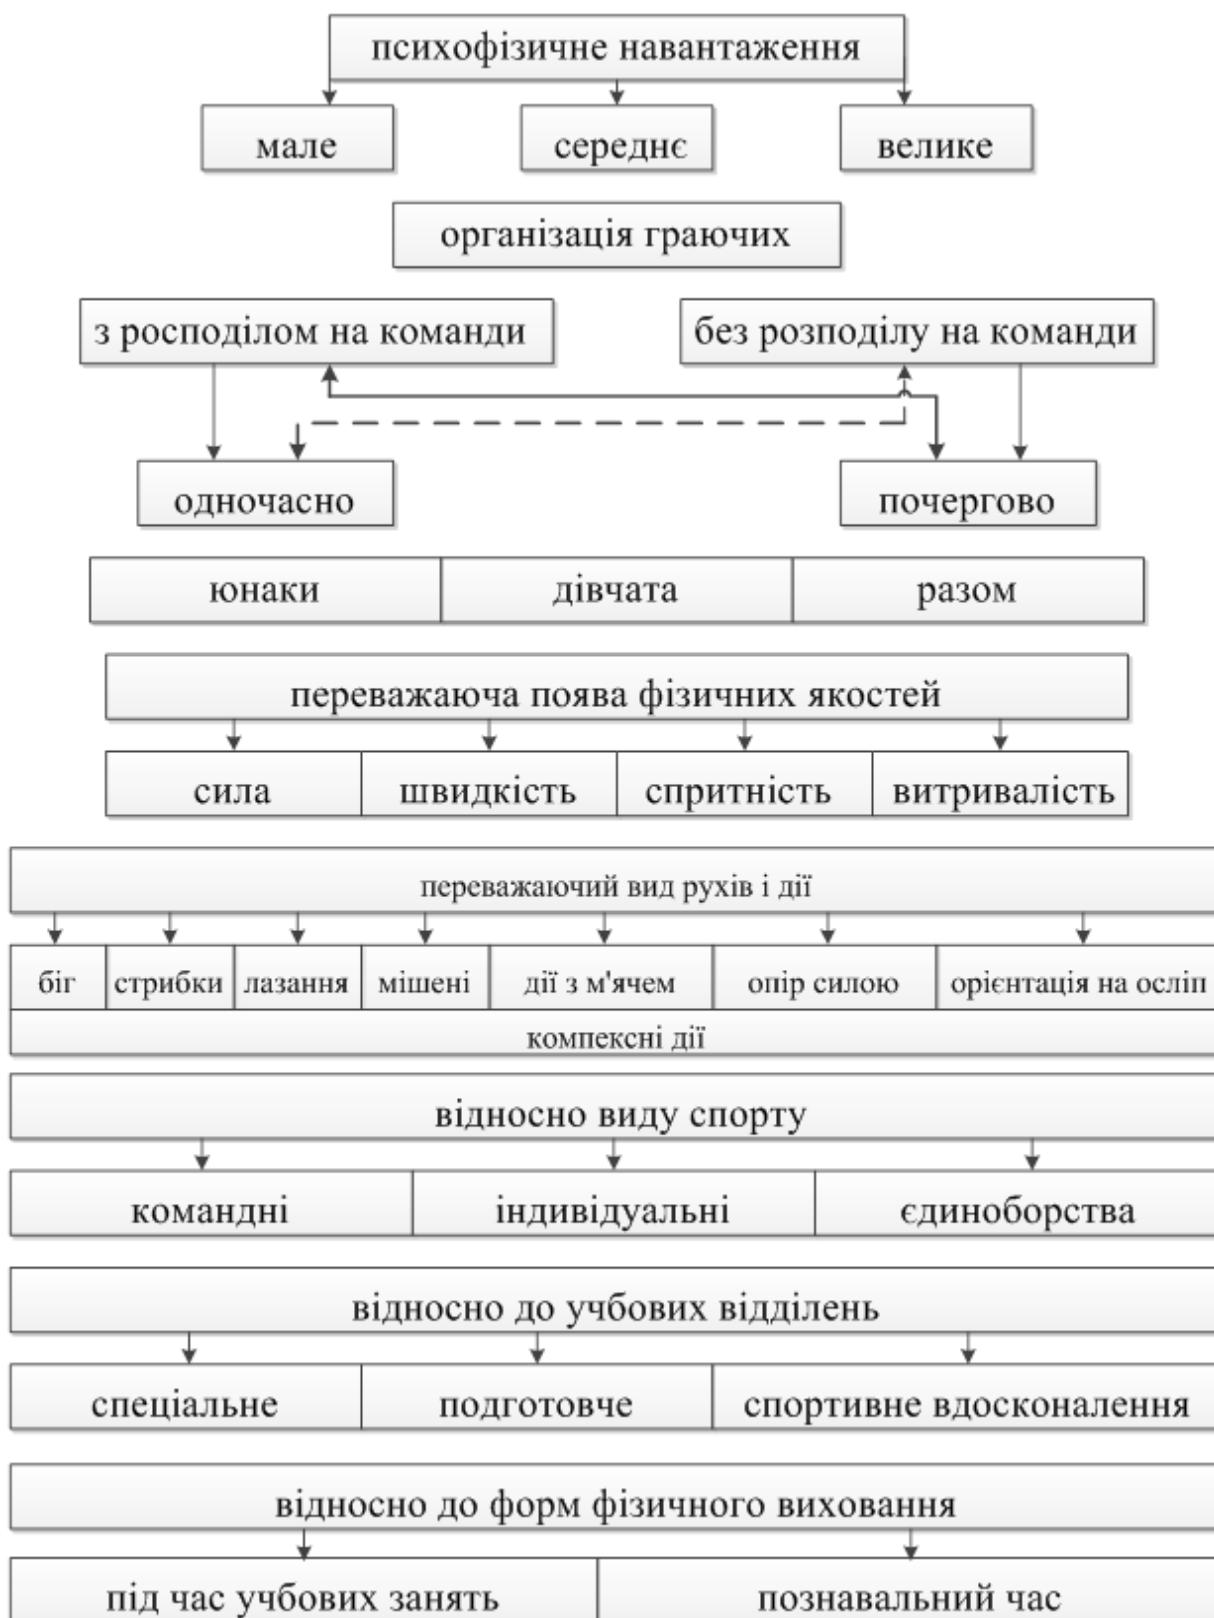 психофізичне навантаження
мале середнє велике
організація граючих
з росподілом на команди без розподілу на команди
одночасно почергово
юнаки дівчата разом
переважаюча поява фізичних якостей
сила швидкість спритність витривалість
переважаючий вид рухів і дії
біг стрибки лазання мішені дії з м'ячем опір силою орієнтація на осліп
компексні дії
відносно виду спорту
командні індивідуальні єдиноборства
відносно до учбових відділень
спеціальне подготовче спортивне вдосконалення
відносно до форм фізичного виховання
під час учбових занять познавальний час